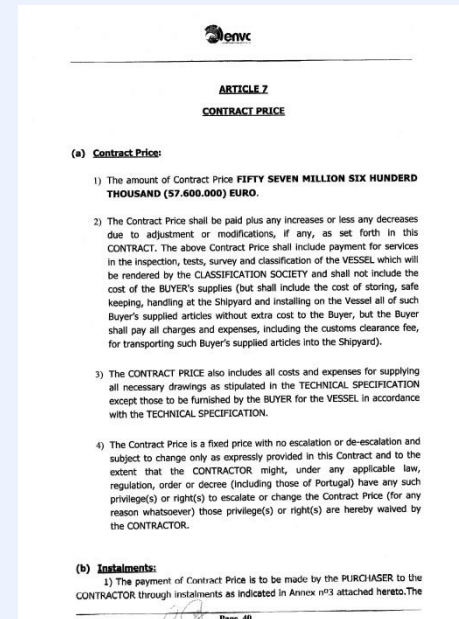 envc
ARTICLE 7
CONTRACT PRICE
(a) Contract Price:
1) The amount of Contract Price FIFTY SEVEN MILLION SIX HUNDERD
THOUSAND (57.600.000) EURO.
2) The Contract Price shall be paid plus any increases or less any decreases
due to adjustment or modifications, if any, as set forth in this
CONTRACT. The above Contract Price shall include payment for services
in the inspection, tests, survey and classification of the VESSEL which will
be rendered by the CLASSIFICATION SOCIETY and shall not include the
cost of the BUYER's supplies (but shall include the cost of storing, safe
keeping, handling at the Shipyard and installing on the Vessel all of such
Buyer's supplied articles without extra cost to the Buyer, but the Buyer
shall pay all charges and expenses, including the customs clearance fee,
for transporting such Buyer's supplied articles into the Shipyard).
3) The CONTRACT PRICE also includes all costs and expenses for supplying
all necessary drawings as stipulated in the TECHNICAL SPECIFICATION
except those to be furnished by the BUYER for the VESSEL in accordance
with the TECHNICAL SPECIFICATION.
4) The Contract Price is a fixed price with no escalation or de-escalation and
subject to change only as expressly provided in this Contract and to the
extent that the CONTRACTOR might, under any applicable law,
regulation, order or decree (including those of Portugal) have any such
privilege(s) or right(s) to escalate or change the Contract Price (for any
reason whatsoever) those privilege(s) or right(s) are hereby waived by
the CONTRACTOR.
(b) Instalments:
1) The payment of Contract Price is to be made by the PURCHASER to the
CONTRACTOR through instalments as indicated in Annex nº3 attached hereto.The
Page 40